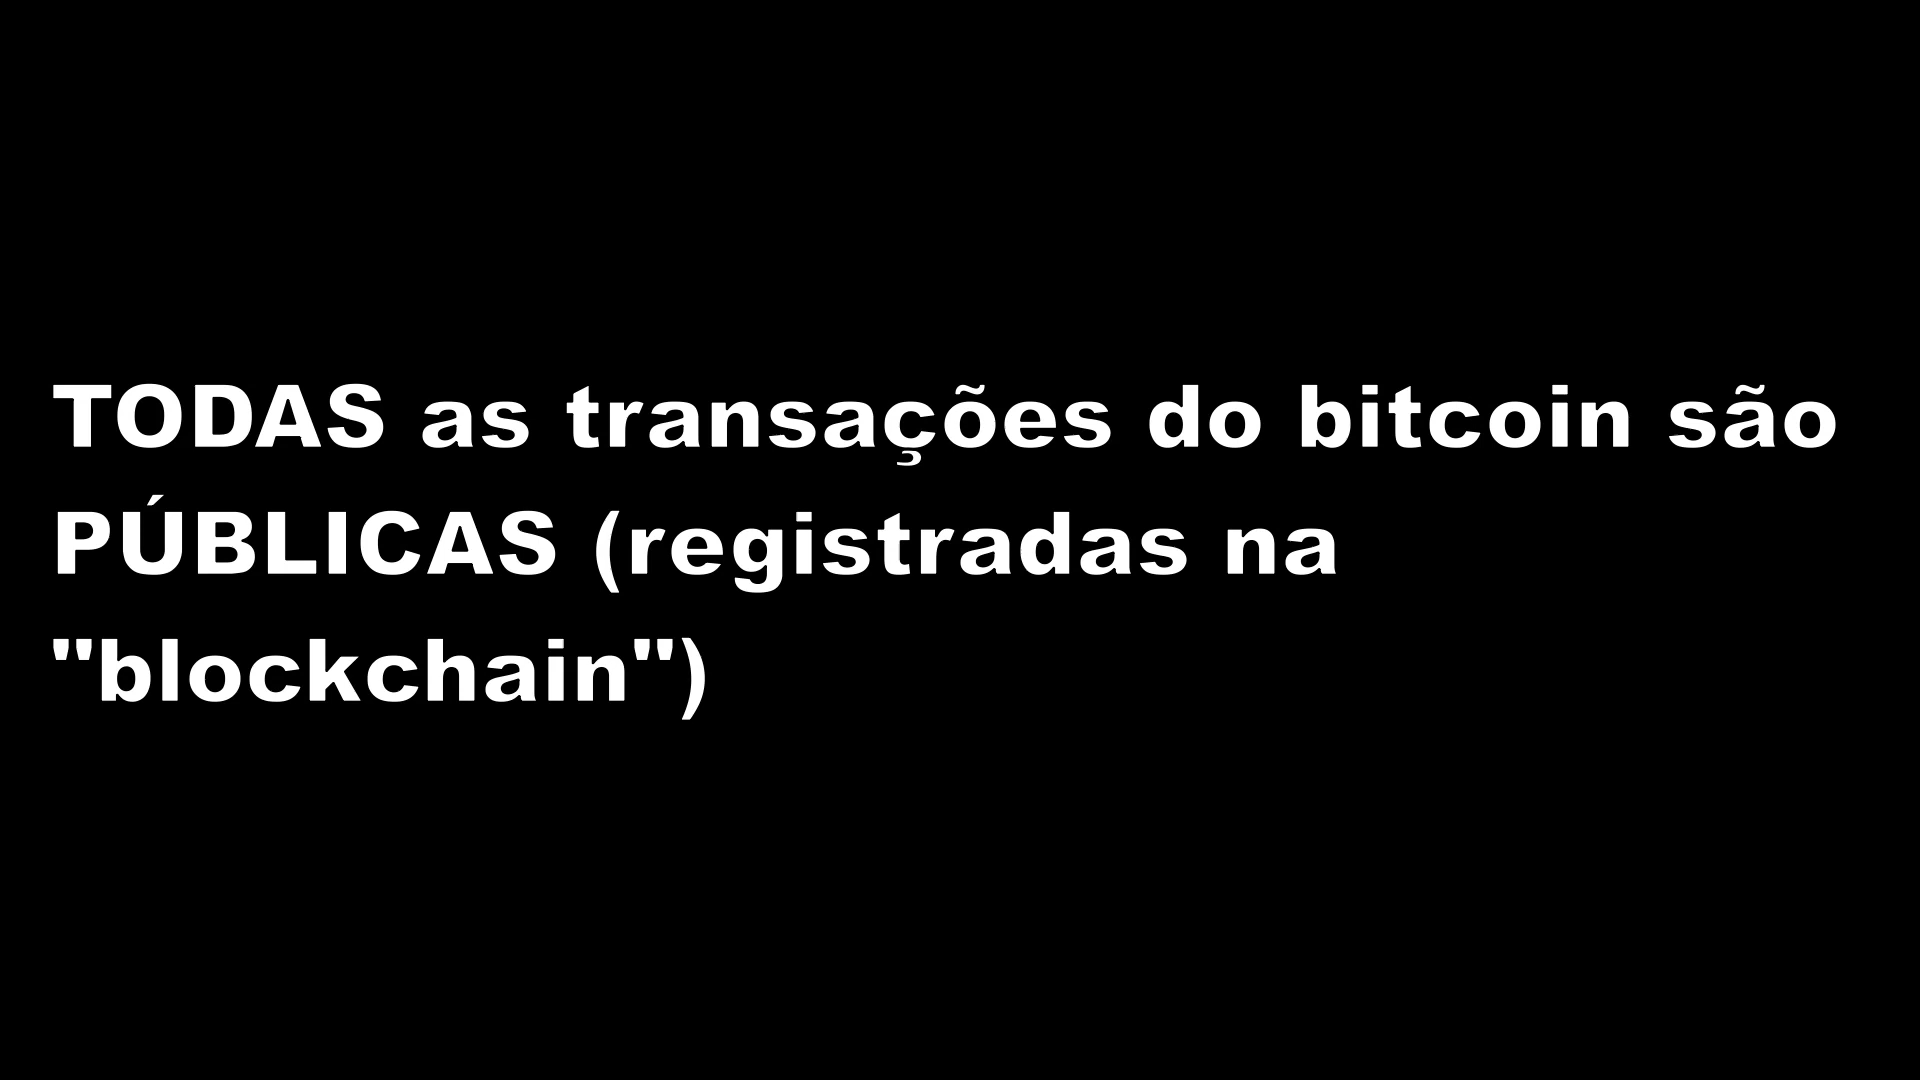 TODAS as transações do bitcoin são
PÚBLICAS (registradas na
"blockchain")